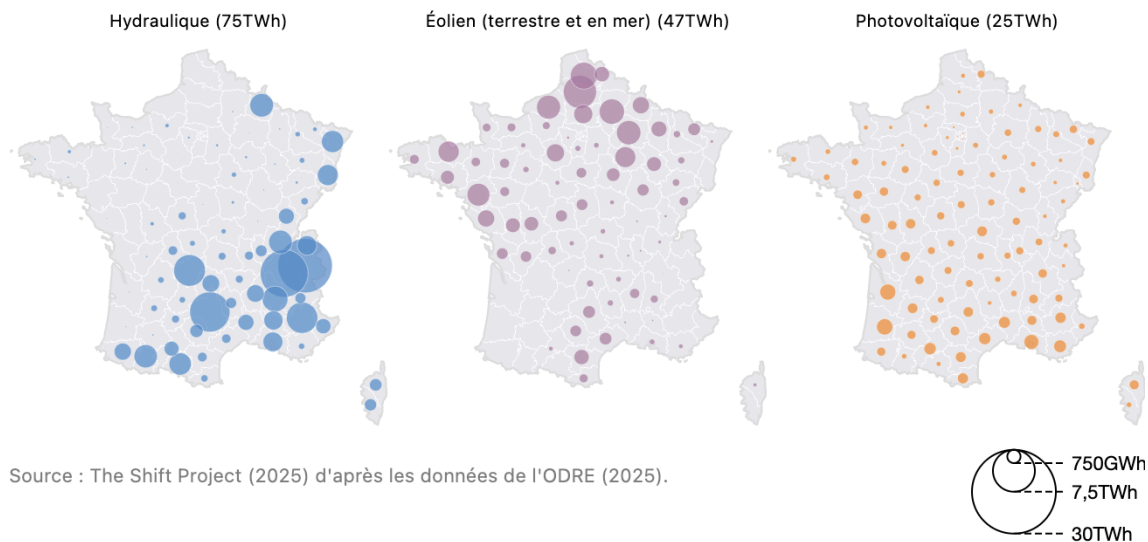 Hydraulique (75TWh)
Éolien (terrestre et en mer) (47TWh)
Photovoltaïque (25TWh)
Source : The Shift Project (2025) d'après les données de l'ODRE (2025).
750GWh
7,5TWh
30TWh